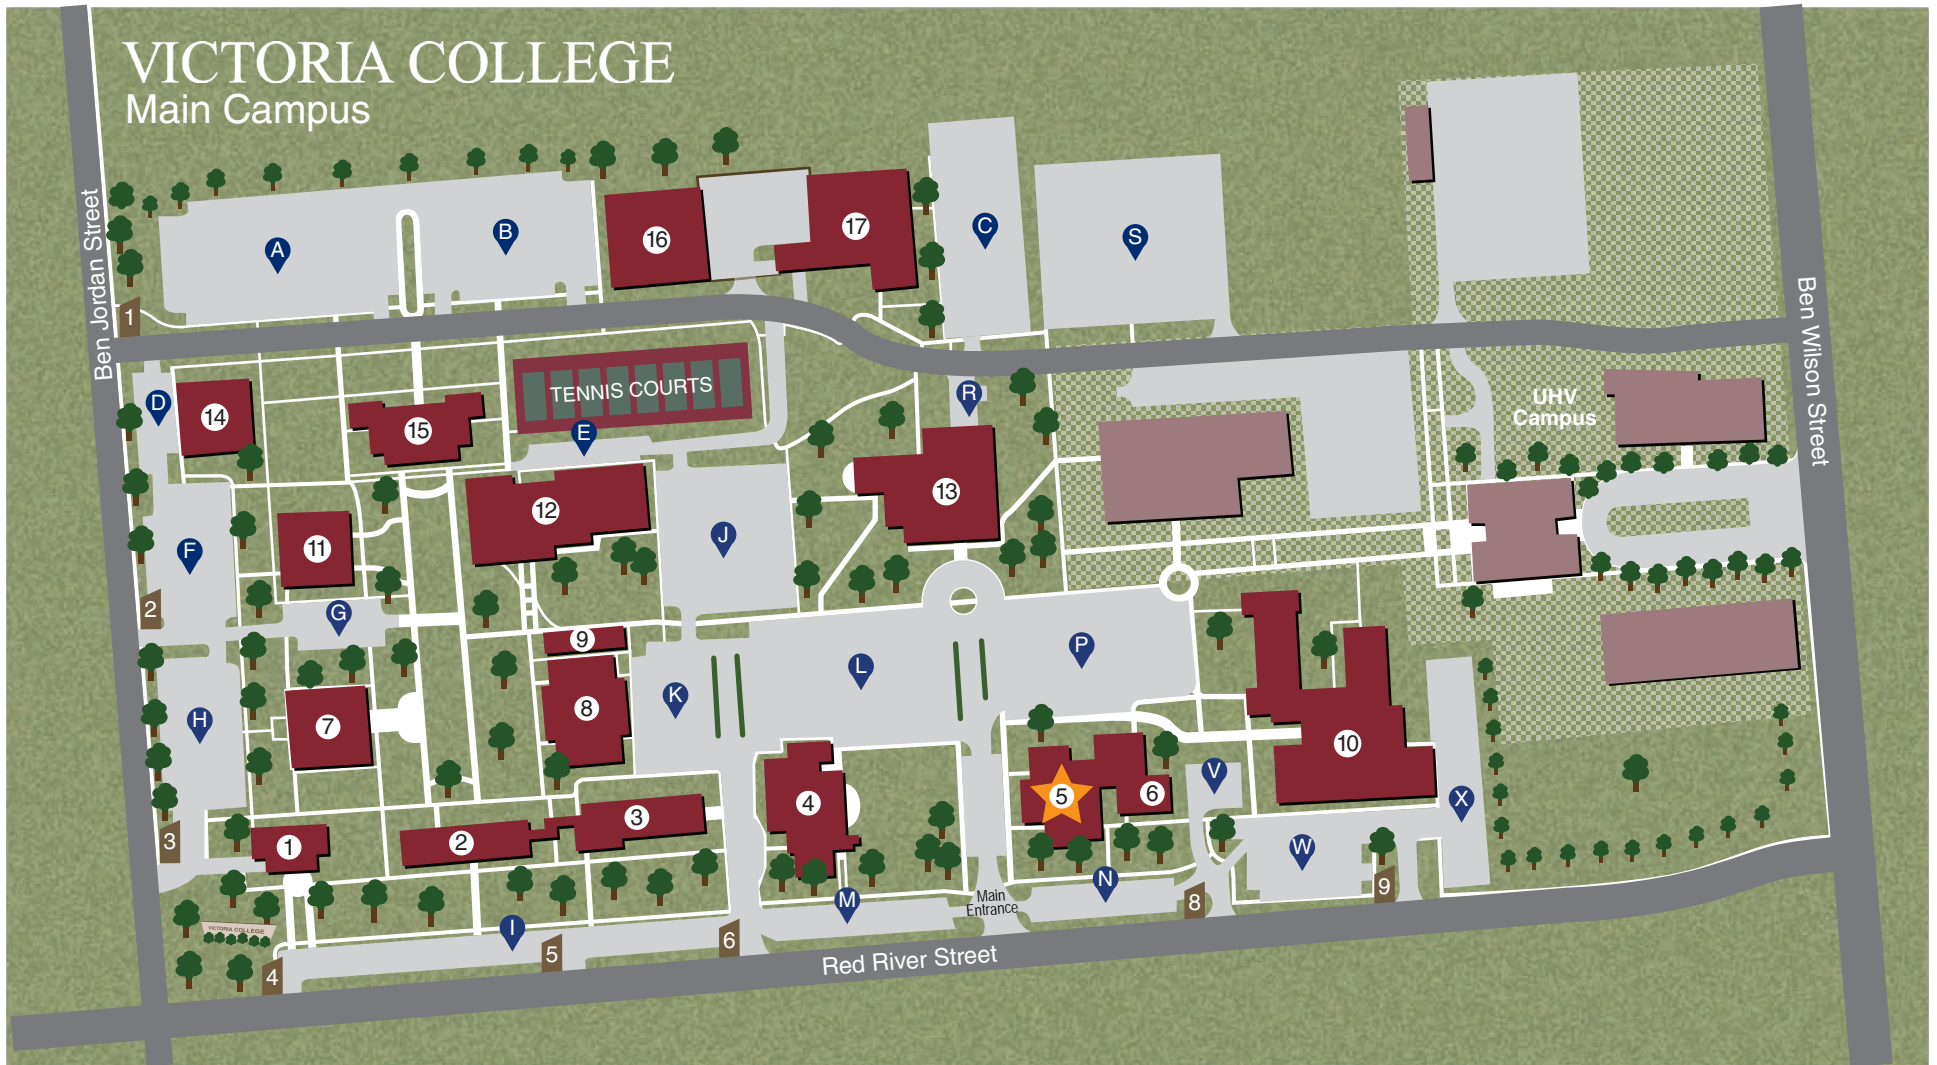 VICTORIA COLLEGE
Main Campus
Ben Jordan Street
Ben Wilson Street
A
B
16
17
C
S
1
TENNIS COURTS
D
14
15
E
R
UHV
Campus
12
13
J
11
F
2
G
9
K
L
P
H
7
8
10
4
5
6
V
X
3
1
2
3
W
9
8
N
M
Main
Entrance
I
VICTORIA COLLEGE
4
5
6
Red River Street